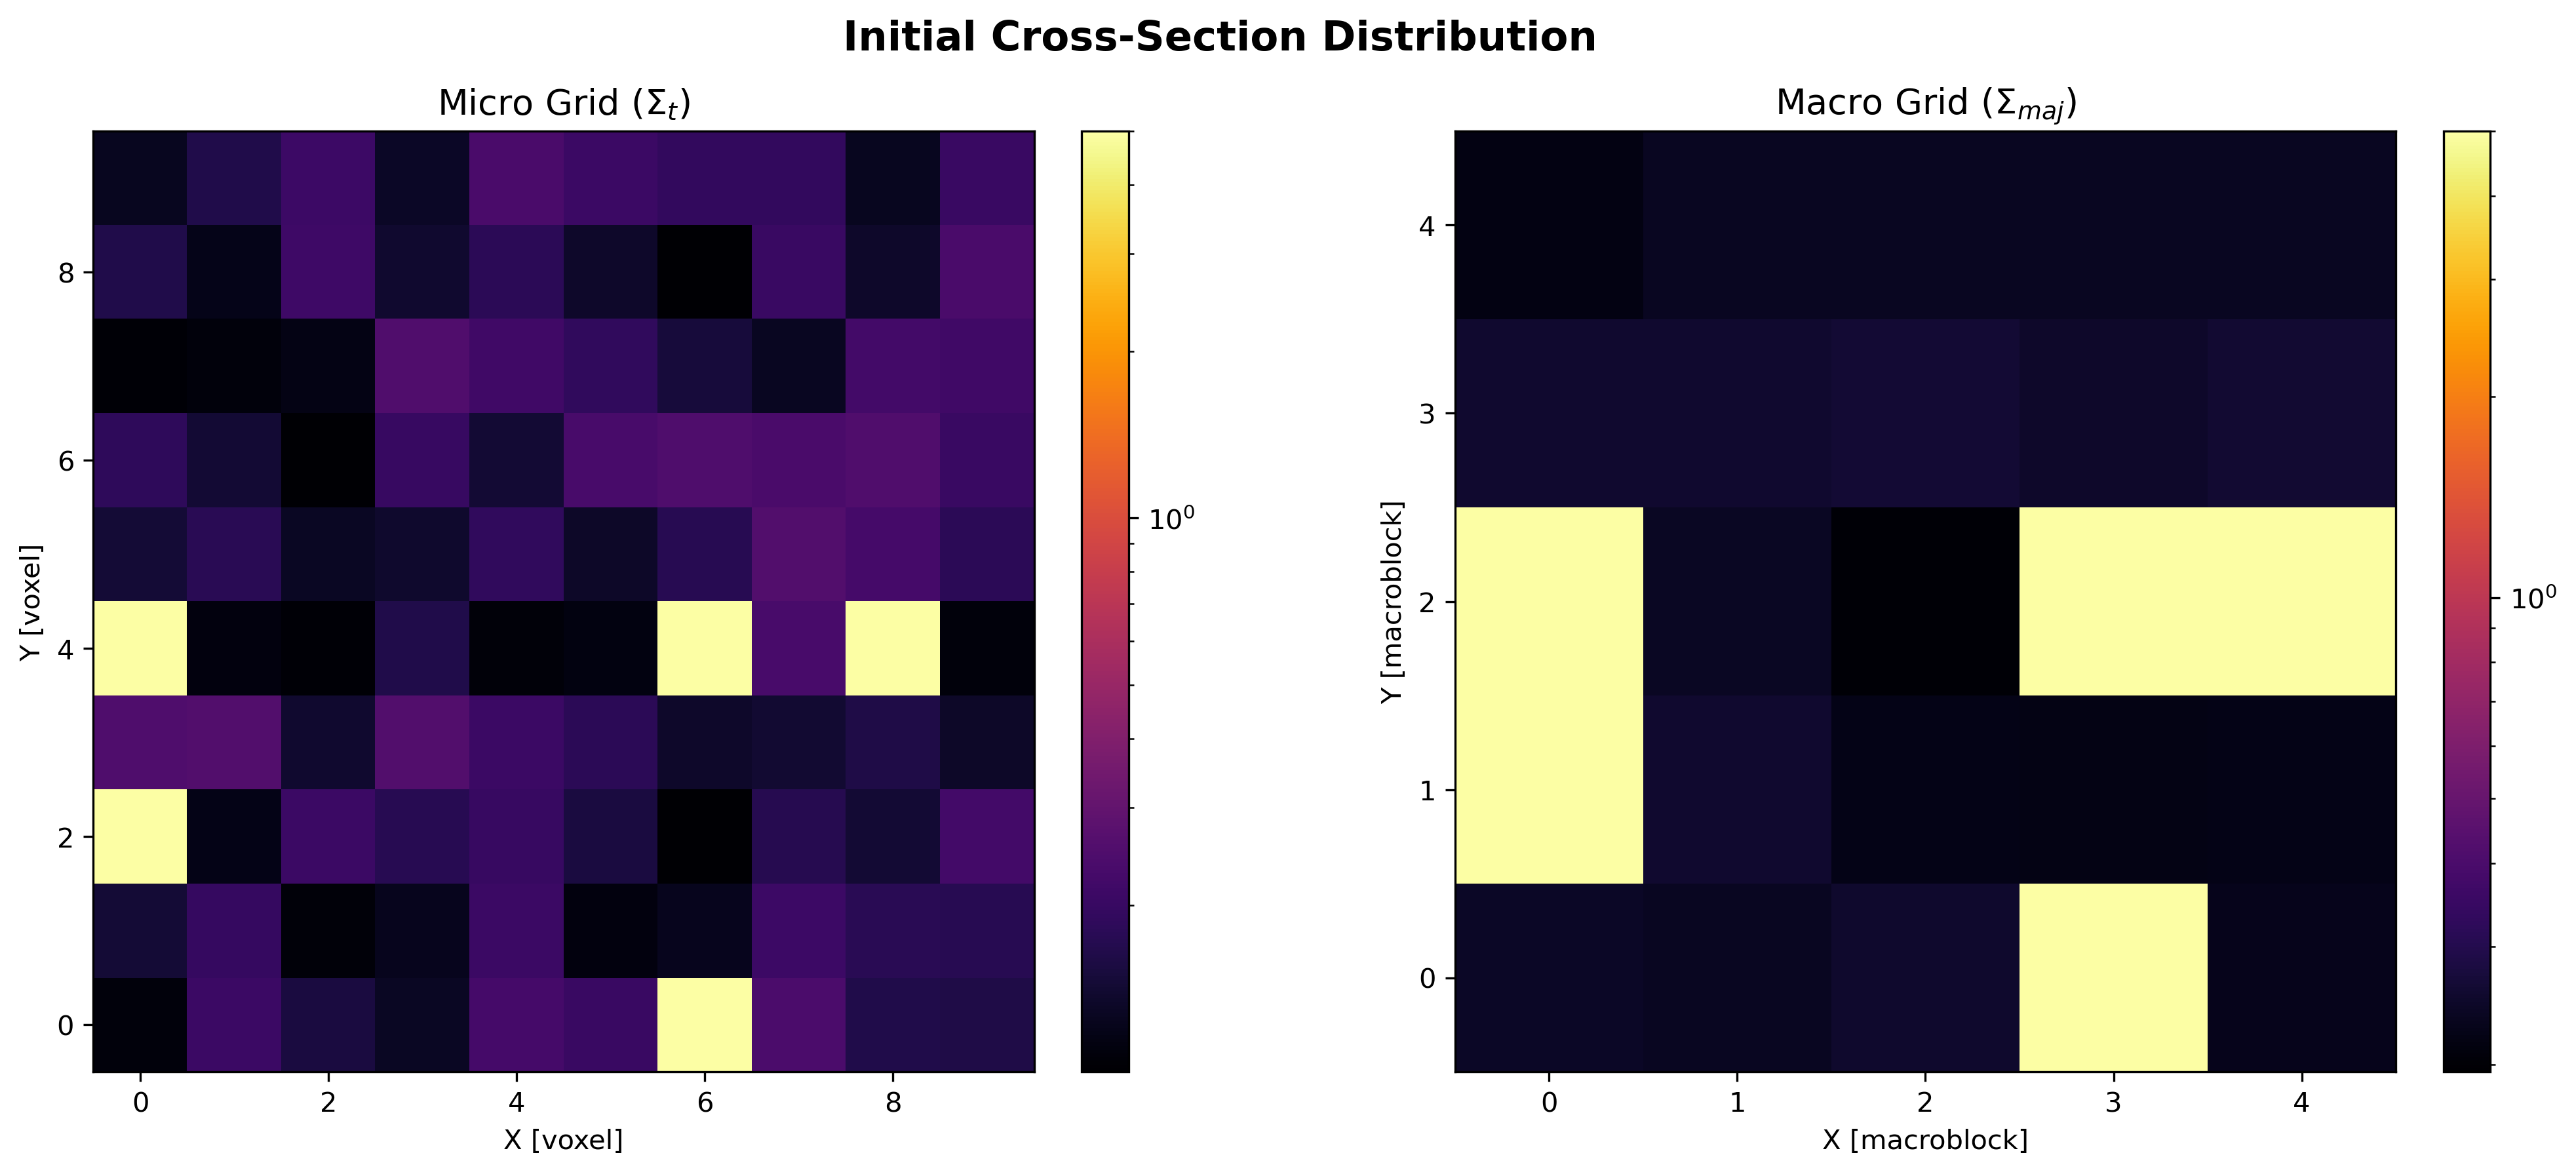 Initial Cross-Section Distribution
Micro Grid (Σ_t)
8
6
4
2
0
Y [voxel]
0 2 4 6 8
X [voxel]
10^0
Macro Grid (Σ_maj)
4
3
2
1
0
Y [macroblock]
0 1 2 3 4
X [macroblock]
10^0